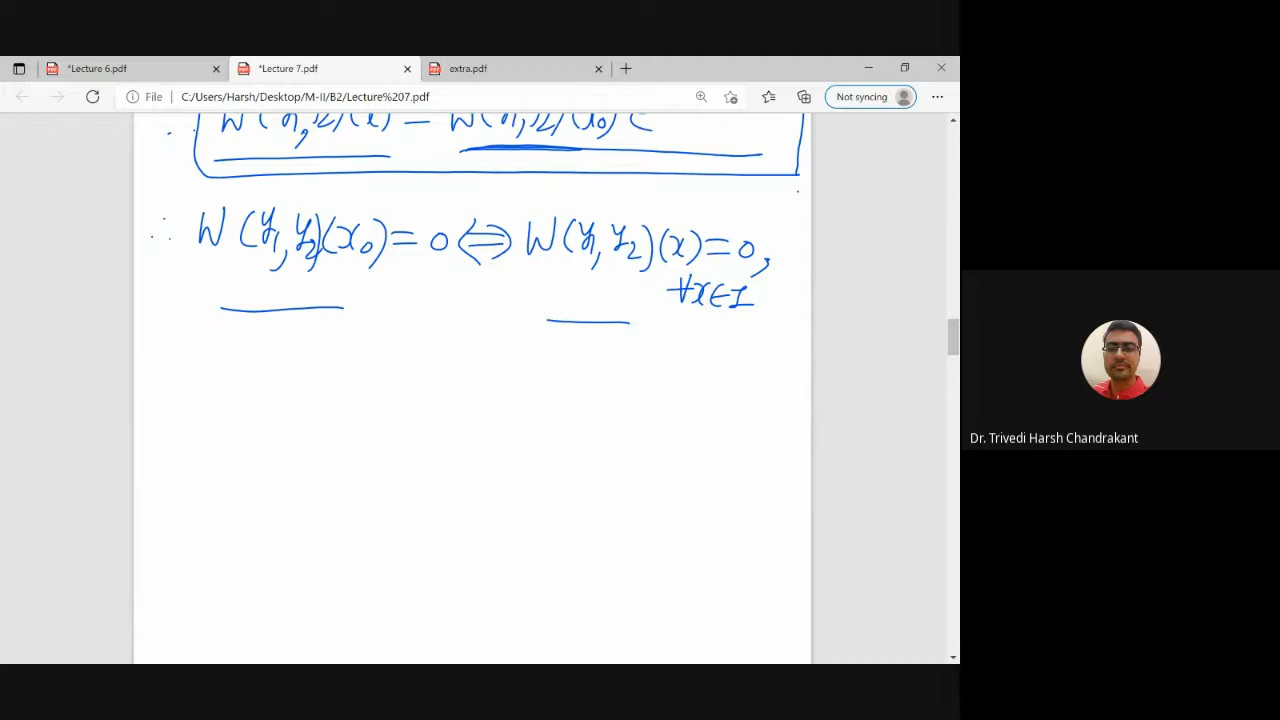 *Lecture 6.pdf
*Lecture 7.pdf
extra.pdf
File C:/Users/Harsh/Desktop/M-II/B2/Lecture%207.pdf
Not syncing
∴ W(y₁, y₂)(x₀) = 0 ⟺ W(y₁, y₂)(x) = 0,
∀x∈I
Dr. Trivedi Harsh Chandrakant